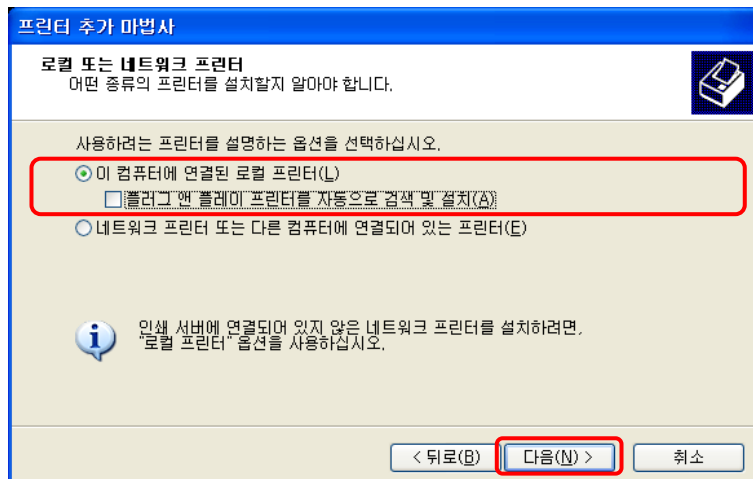 프린터 추가 마법사
로컬 또는 네트워크 프린터
어떤 종류의 프린터를 설치할지 알아야 합니다.
사용하려는 프린터를 설명하는 옵션을 선택하십시오.
이 컴퓨터에 연결된 로컬 프린터(L)
플러그 앤 플레이 프린터를 자동으로 검색 및 설치(A)
네트워크 프린터 또는 다른 컴퓨터에 연결되어 있는 프린터(E)
인쇄 서버에 연결되어 있지 않은 네트워크 프린터를 설치하려면,
"로컬 프린터" 옵션을 사용하십시오.
< 뒤로(B) 다음(N) > 취소